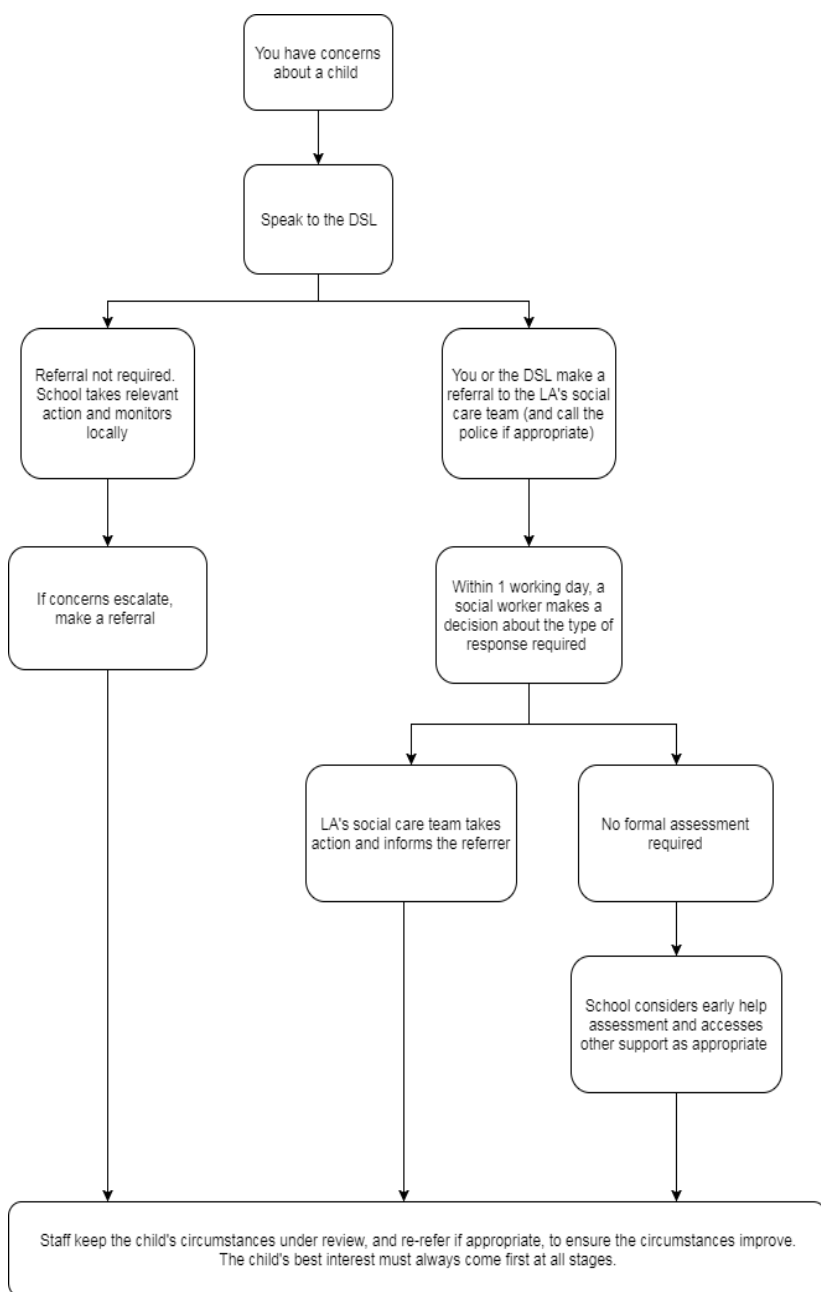 You have concerns
about a child
Speak to the DSL
Referral not required.
School takes relevant
action and monitors
locally
You or the DSL make a
referral to the LA's social
care team (and call the
police if appropriate)
If concerns escalate,
make a referral
Within 1 working day, a
social worker makes a
decision about the type of
response required
LA's social care team takes
action and informs the referrer
No formal assessment
required
School considers early help
assessment and accesses
other support as appropriate
Staff keep the child's circumstances under review, and re-refer if appropriate, to ensure the circumstances improve.
The child's best interest must always come first at all stages.